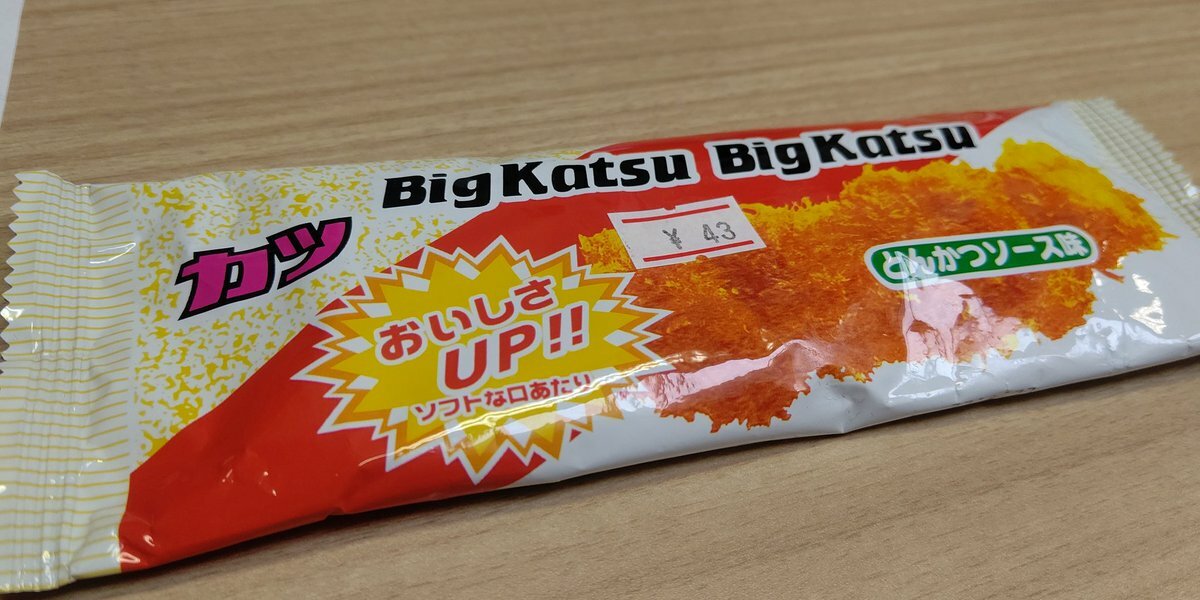 BigKatsu BigKatsu
カツ
¥ 43
とんかつソース味
おいしさ
UP!!
ソフトな口あたり